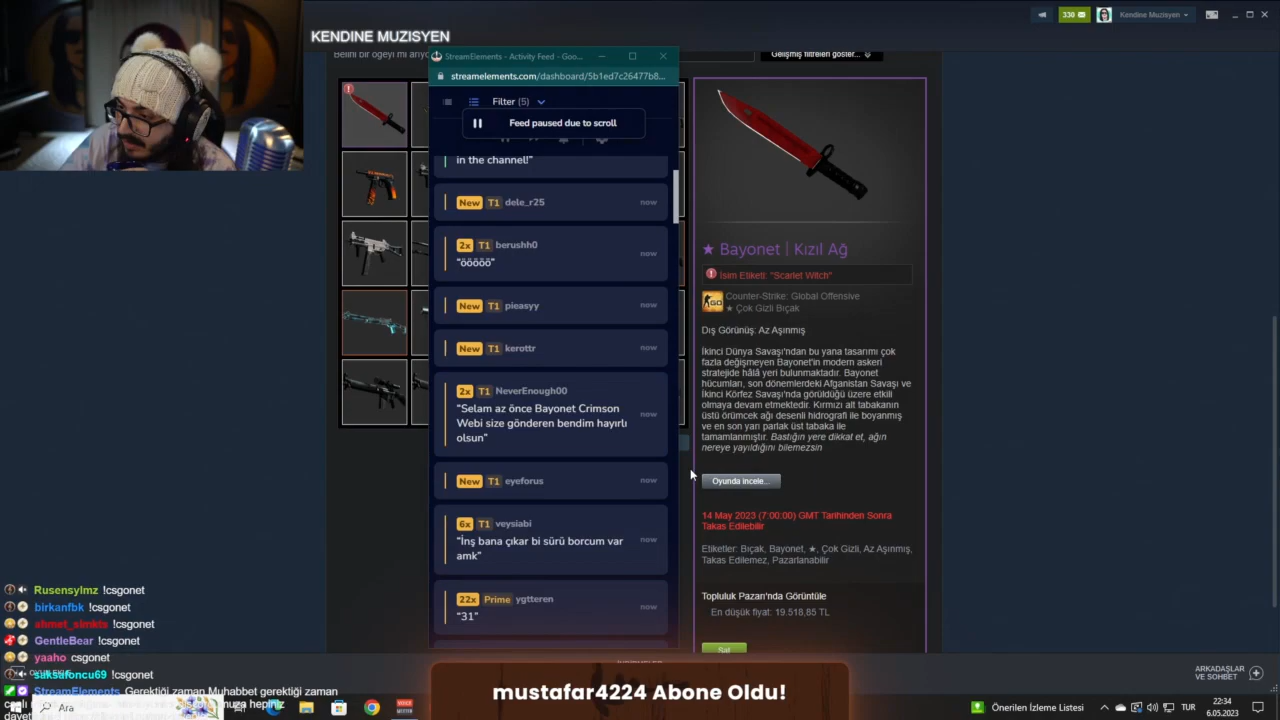 KENDINE MUZISYEN
330
Kendine Muzisyen
Gelişmiş filtreleri göster...
StreamElements - Activity Feed - Goo...
streamelements.com/dashboard/5b1ed7c26477b8...
Filter (5)
Feed paused due to scroll
in the channel!"
New T1 dele_r25 now
2x T1 berushh0 now
"ööööö"
New T1 pieasyy now
New T1 kerottr now
2x T1 NeverEnough00 now
"Selam az önce Bayonet Crimson
Webi size gönderen bendim hayırlı
olsun"
New T1 eyeforus now
6x T1 veysiabi now
"İnş bana çıkar bi sürü borcum var
amk"
22x Prime ygtteren now
"31"
★ Bayonet | Kızıl Ağ
İsim Etiketi: "Scarlet Witch"
Counter-Strike: Global Offensive
★ Çok Gizli Bıçak
Dış Görünüş: Az Aşınmış
İkinci Dünya Savaşı'ndan bu yana tasarımı çok
fazla değişmeyen Bayonet'in modern askeri
stratejide hâlâ yeri bulunmaktadır. Bayonet
hücumları, son dönemlerdeki Afganistan Savaşı ve
İkinci Körfez Savaşı'nda görüldüğü üzere etkili
olmaya devam etmektedir. Kırmızı alt tabakanın
üstü örümcek ağı desenli hidrografi ile boyanmış
ve en son yarı parlak üst tabaka ile
tamamlanmıştır. Bastığın yere dikkat et, ağın
nereye yayıldığını bilemezsin
Oyunda incele...
14 May 2023 (7:00:00) GMT Tarihinden Sonra
Takas Edilebilir
Etiketler: Bıçak, Bayonet, ★, Çok Gizli, Az Aşınmış,
Takas Edilemez, Pazarlanabilir
Topluluk Pazarı'nda Görüntüle
En düşük fiyat: 19.518,85 TL
Sat
Rusensylmz !csgonet
birkanfbk !csgonet
ahmet_simkts !csgonet
GentleBear !csgonet
yaaho csgonet
saksafoncu69 !csgonet
StreamElements Gerektiği zaman Muhabbet gerektiği zaman
mustafar4224 Abone Oldu!
ARKADAŞLAR
VE SOHBET
Ara
Önerilen İzleme Listesi
TUR
22:34
6.05.2023